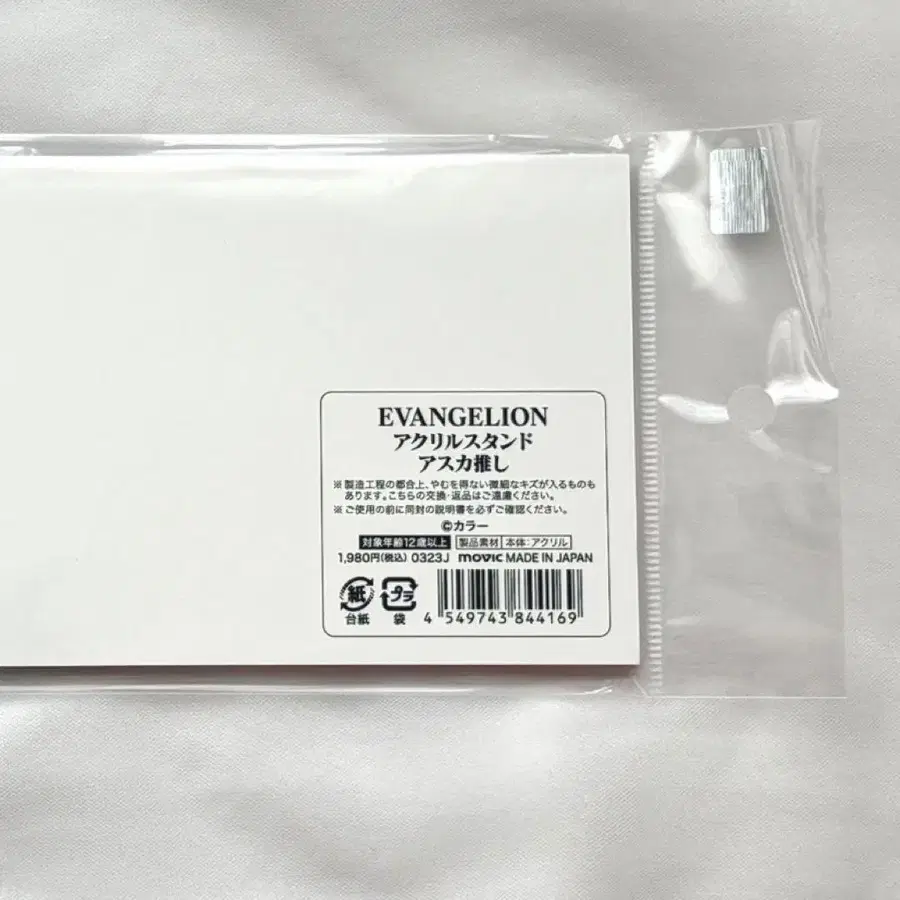 EVANGELION
アクリルスタンド
アスカ推し
※製造工程の都合上、やむを得ない微細なキズが入るものも
あります。こちらの交換・返品はご遠慮ください。
※ご使用の前に同封の説明書を必ずご確認ください。
©カラー
対象年齢12歳以上 製品素材 本体:アクリル
1,980円(税込) 0323J movic MADE IN JAPAN
紙 プラ
台紙 袋 4 549743 844169